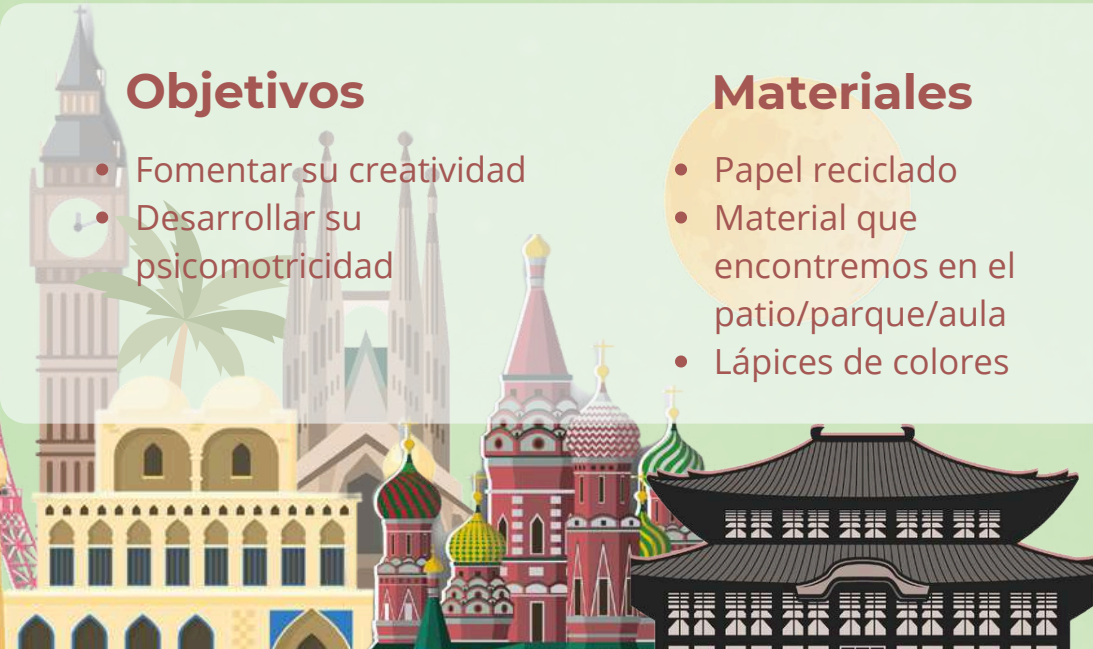 Objetivos
• Fomentar su creatividad
• Desarrollar su
psicomotricidad
Materiales
• Papel reciclado
• Material que
encontremos en el
patio/parque/aula
• Lápices de colores